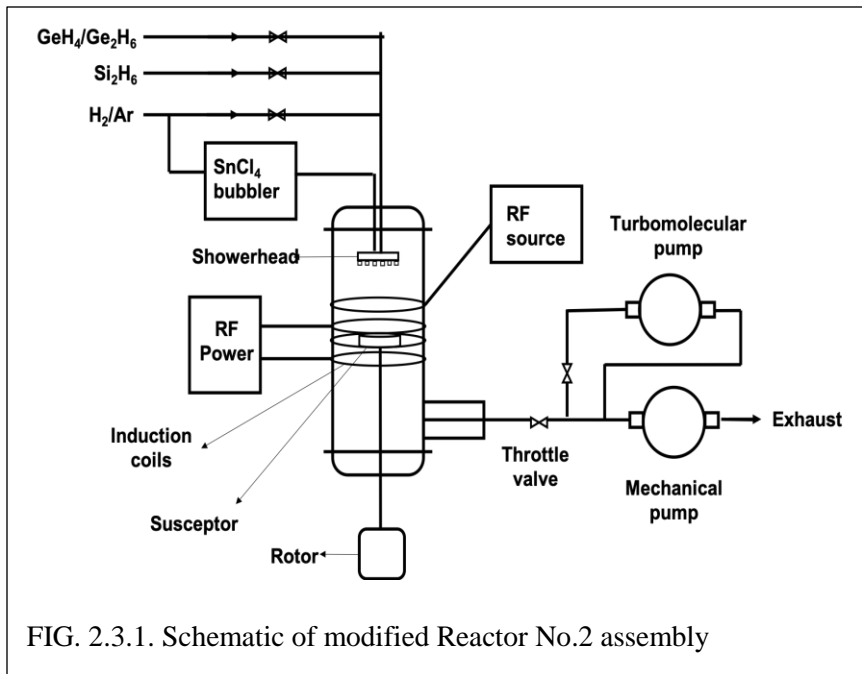 GeH4/Ge2H6
Si2H6
H2/Ar
SnCl4
bubbler
RF
source
Turbomolecular
pump
Showerhead
RF
Power
Induction
coils
Throttle
valve
Exhaust
Mechanical
pump
Susceptor
Rotor
FIG. 2.3.1. Schematic of modified Reactor No.2 assembly